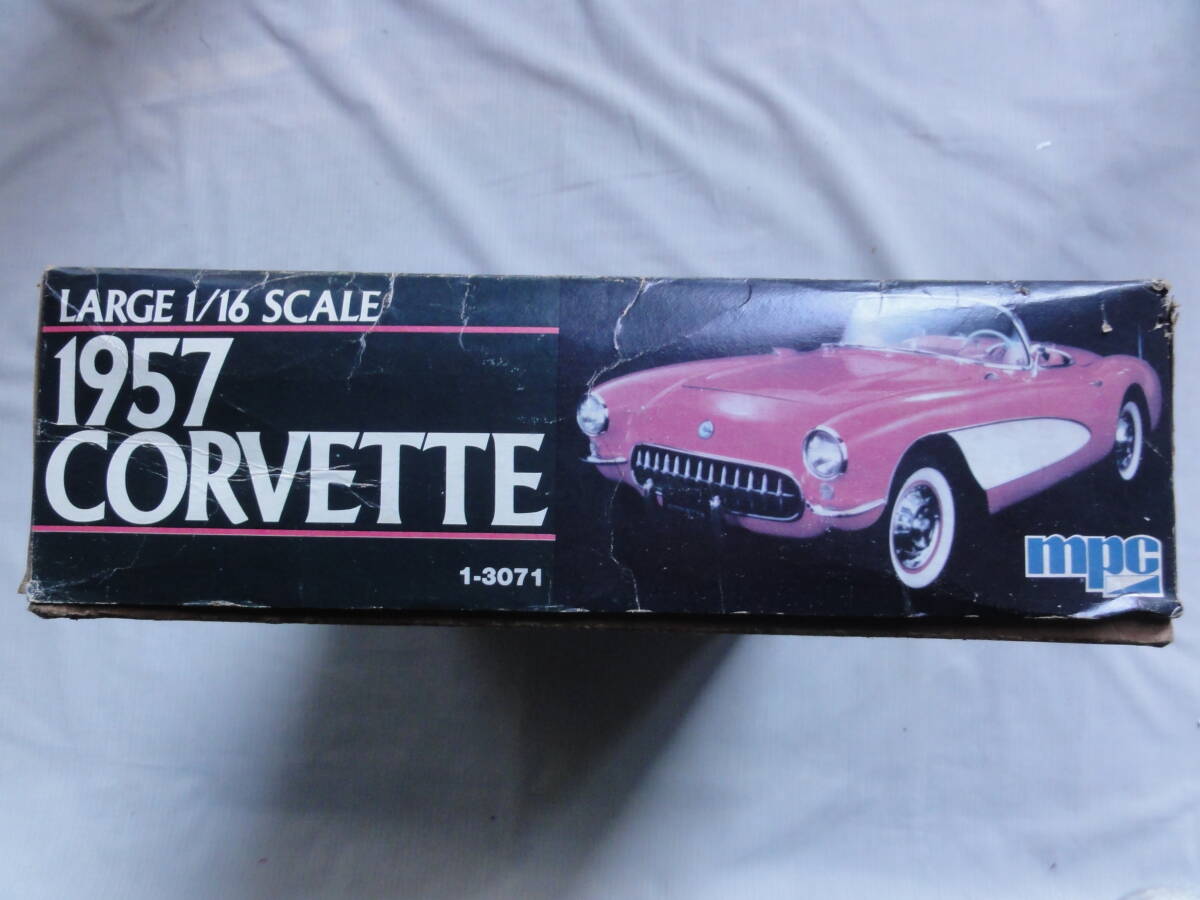 LARGE 1/16 SCALE
1957
CORVETTE
1-3071
mpc